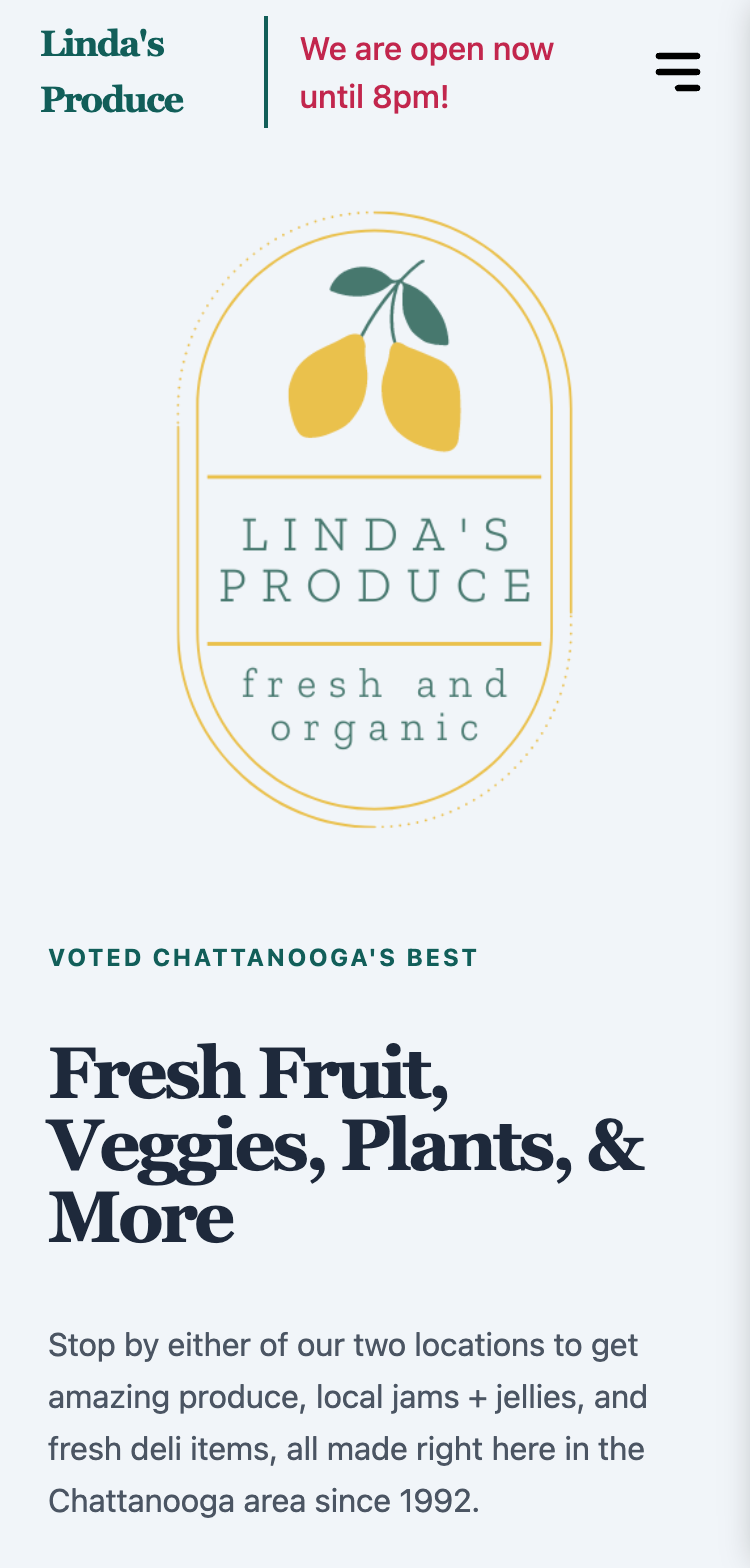 Linda's
Produce
We are open now
until 8pm!
LINDA'S
PRODUCE
fresh and
organic
VOTED CHATTANOOGA'S BEST
Fresh Fruit,
Veggies, Plants, &
More
Stop by either of our two locations to get
amazing produce, local jams + jellies, and
fresh deli items, all made right here in the
Chattanooga area since 1992.